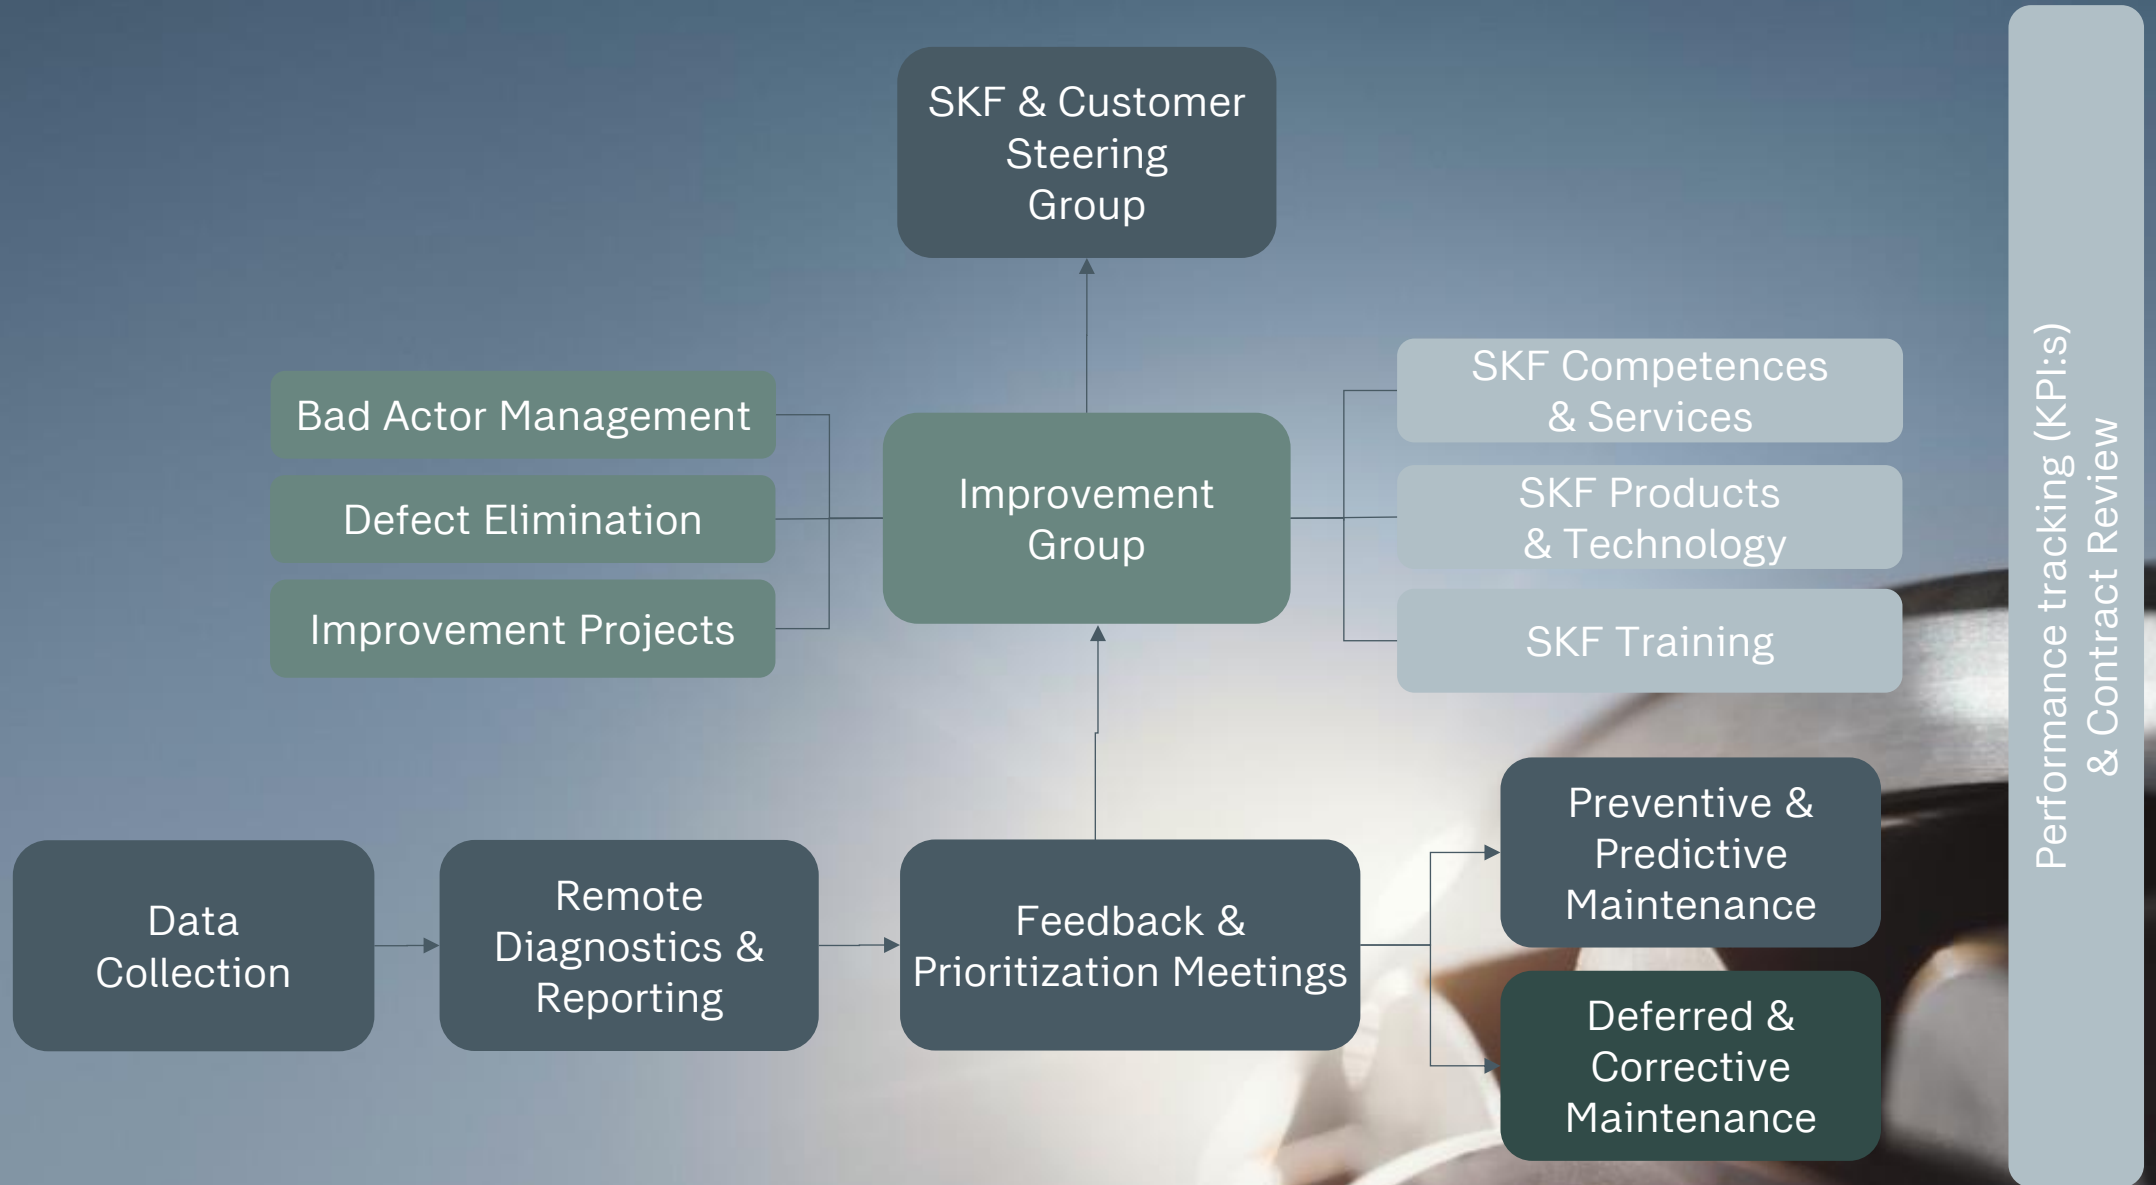 SKF & Customer
Steering
Group
Bad Actor Management
Defect Elimination
Improvement Projects
Improvement
Group
SKF Competences
& Services
SKF Products
& Technology
SKF Training
Data
Collection
Remote
Diagnostics &
Reporting
Feedback &
Prioritization Meetings
Preventive &
Predictive
Maintenance
Deferred &
Corrective
Maintenance
Performance tracking (KPI:s)
& Contract Review